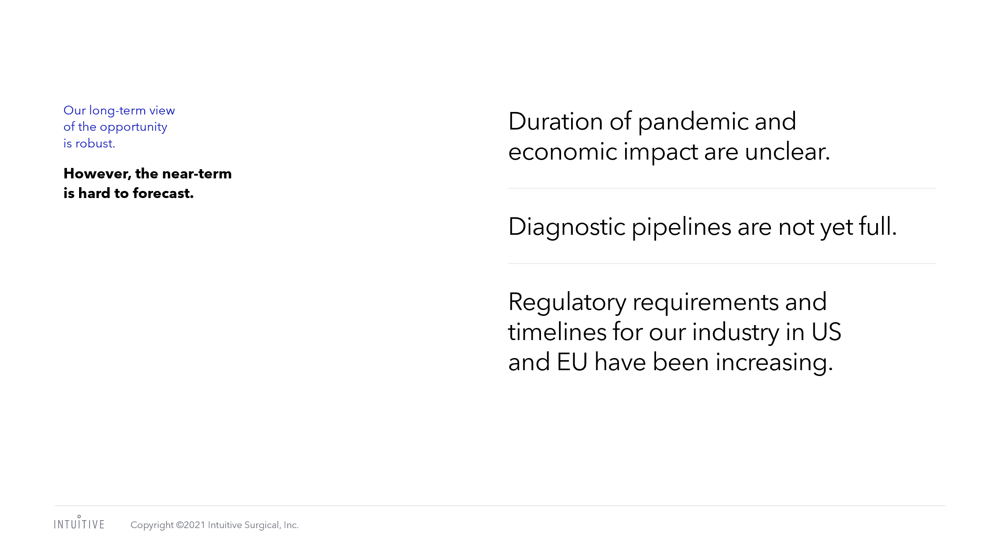 Our long-term view
of the opportunity
is robust.
However, the near-term
is hard to forecast.
Duration of pandemic and
economic impact are unclear.
Diagnostic pipelines are not yet full.
Regulatory requirements and
timelines for our industry in US
and EU have been increasing.
INTUITIVE Copyright ©2021 Intuitive Surgical, Inc.